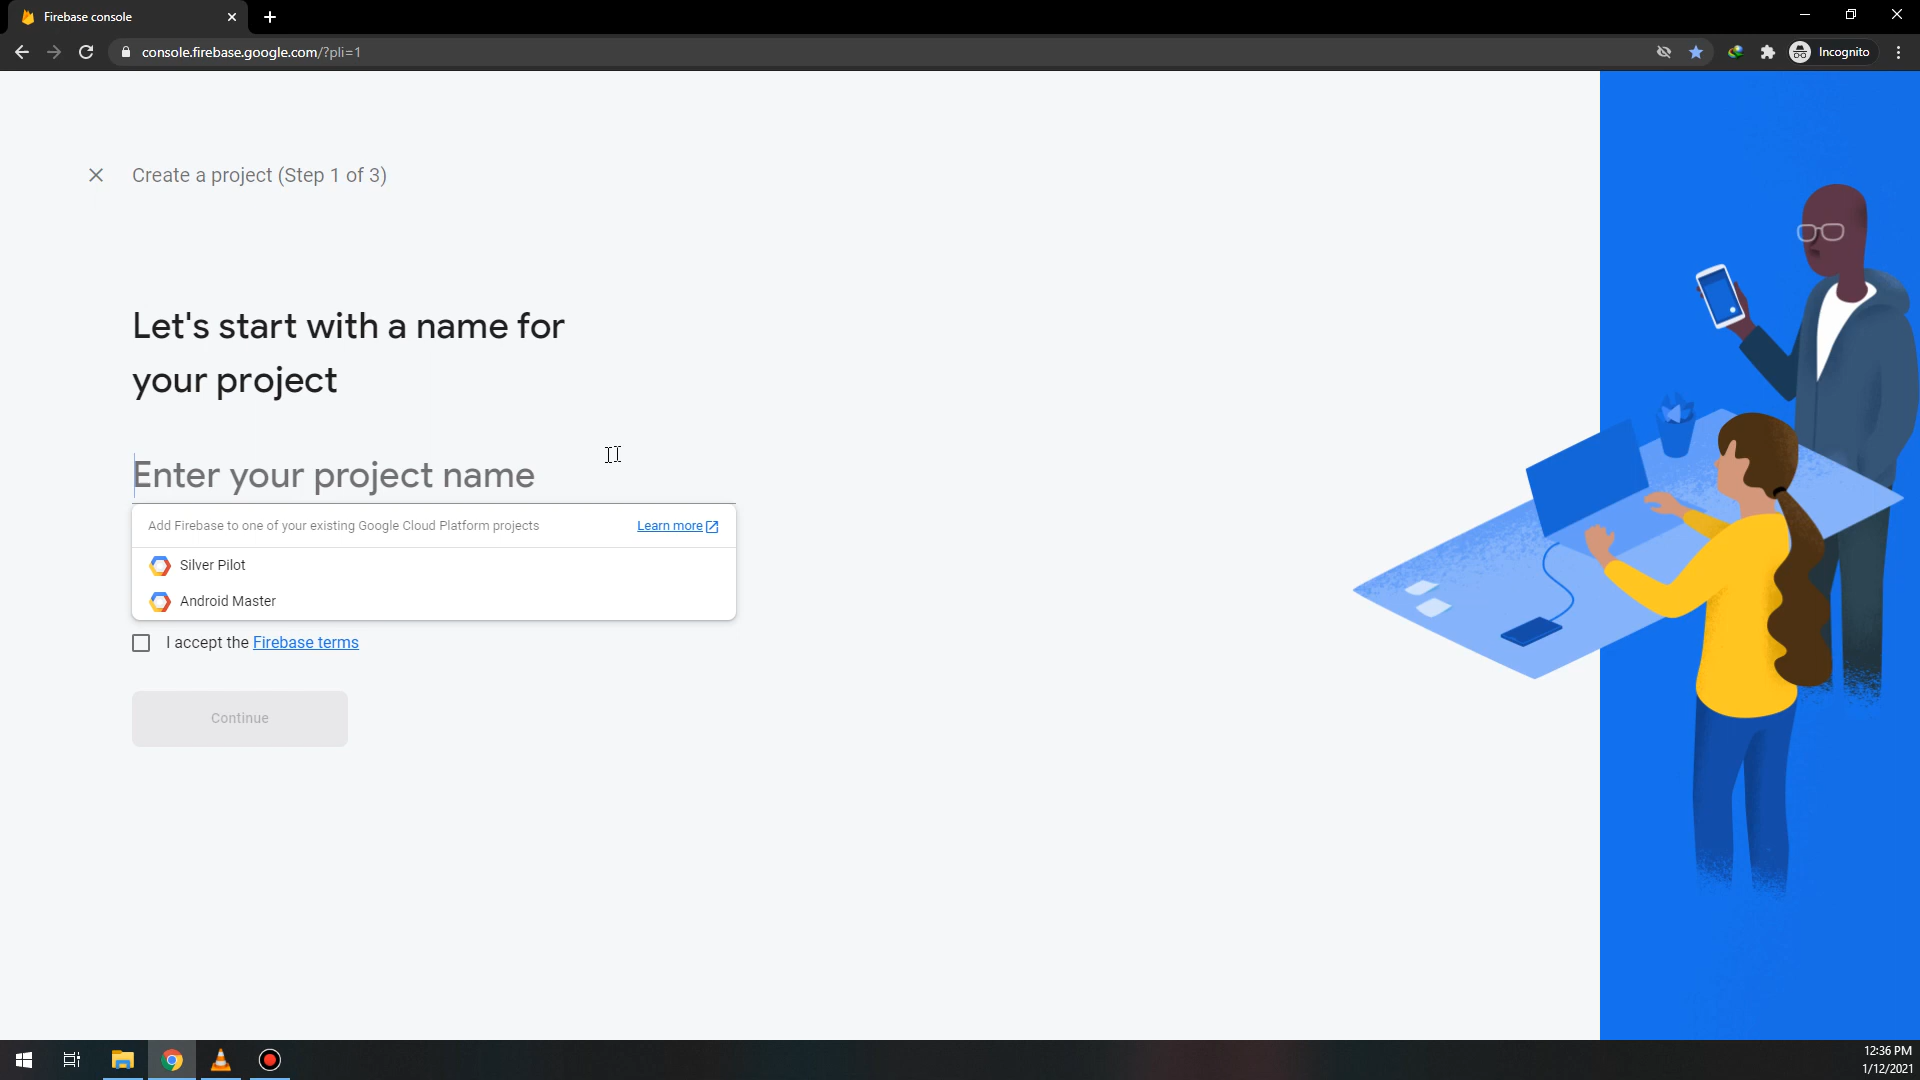 Firebase console
console.firebase.google.com/?pli=1
Incognito
Create a project (Step 1 of 3)
Let's start with a name for
your project
Enter your project name
Add Firebase to one of your existing Google Cloud Platform projects Learn more
Silver Pilot
Android Master
I accept the Firebase terms
Continue
12:36 PM
1/12/2021